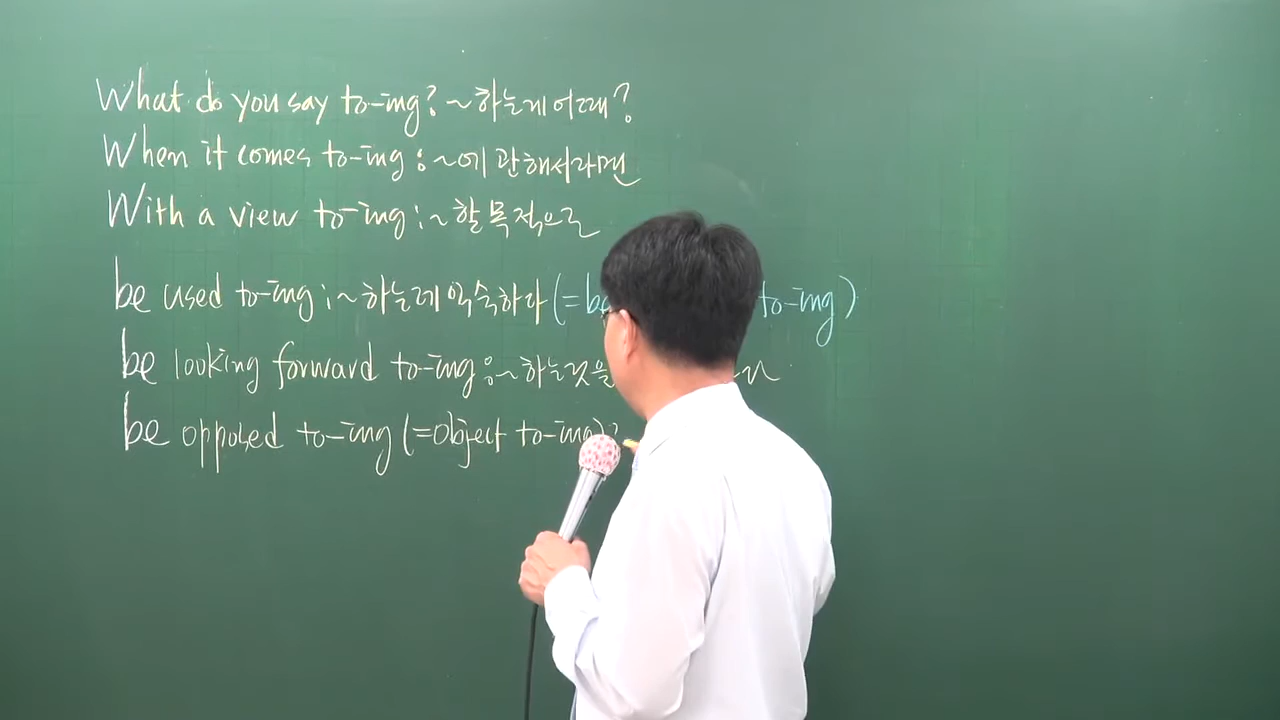 What do you say to-ing? ~하는게 어때?
When it comes to-ing : ~에 관해서라면
With a view to-ing : ~할 목적으로
be used to-ing : ~하는데 익숙하다 (= be to-ing)
be looking forward to-ing : ~하는것을
be opposed to-ing (=object to-ing) :